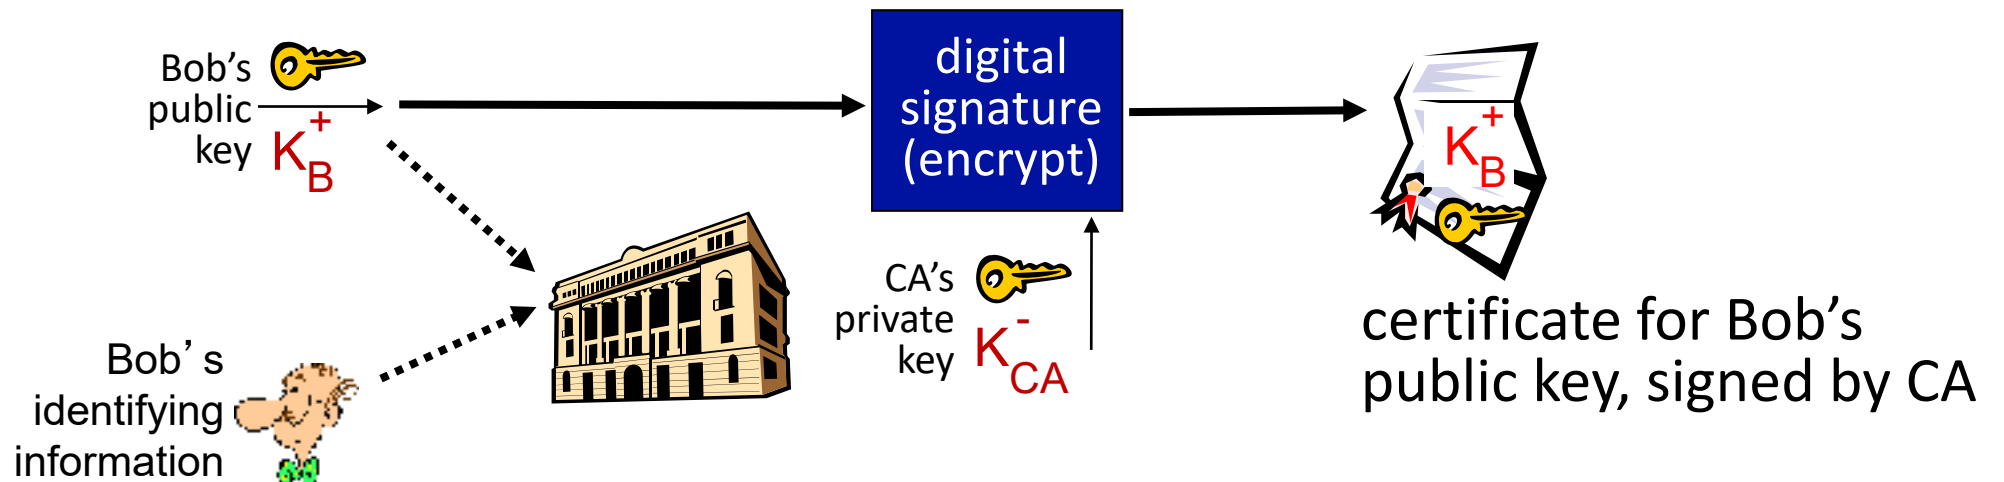 Bob’s
public
key
K+B
digital
signature
(encrypt)
K+B
CA’s
private
key
K-CA
certificate for Bob’s
public key, signed by CA
Bob’s
identifying
information